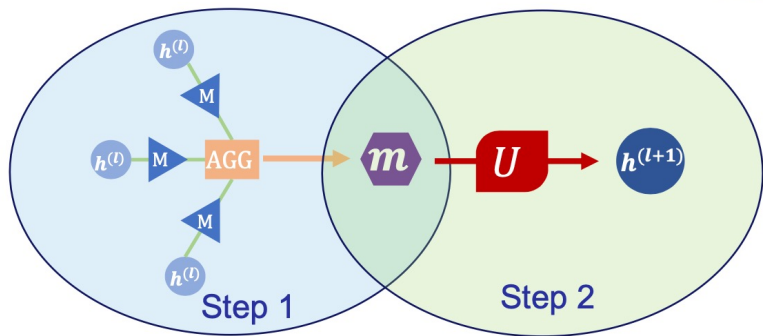 h^(l)
M
h^(l)
M
AGG
m
U
h^(l+1)
M
h^(l)
Step 1
Step 2